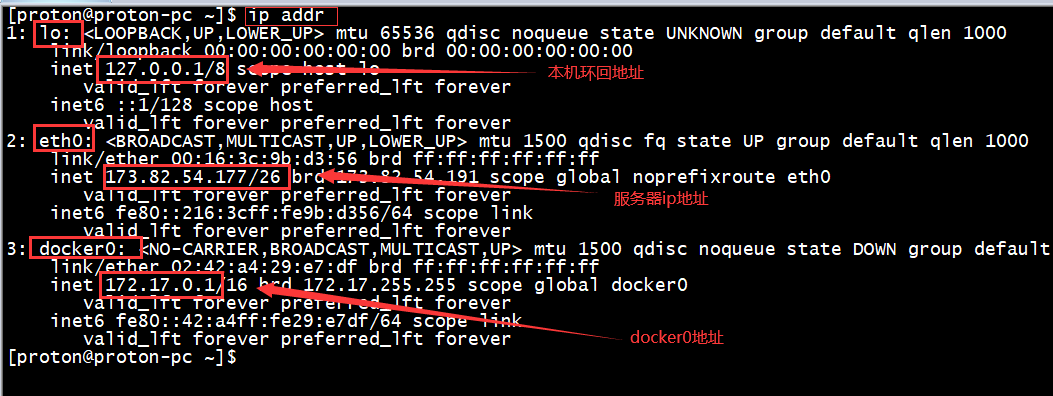 [proton@proton-pc ~]$ ip addr
1: lo: <LOOPBACK,UP,LOWER_UP> mtu 65536 qdisc noqueue state UNKNOWN group default qlen 1000
link/loopback 00:00:00:00:00:00 brd 00:00:00:00:00:00
inet 127.0.0.1/8 scope host lo
本机环回地址
valid_lft forever preferred_lft forever
inet6 ::1/128 scope host
valid_lft forever preferred_lft forever
2: eth0: <BROADCAST,MULTICAST,UP,LOWER_UP> mtu 1500 qdisc fq state UP group default qlen 1000
link/ether 00:16:3c:9b:d3:56 brd ff:ff:ff:ff:ff:ff
inet 173.82.54.177/26 brd 173.82.54.191 scope global noprefixroute eth0
valid_lft forever preferred_lft forever
服务器ip地址
inet6 fe80::216:3cff:fe9b:d356/64 scope link
valid_lft forever preferred_lft forever
3: docker0: <NO-CARRIER,BROADCAST,MULTICAST,UP> mtu 1500 qdisc noqueue state DOWN group default
link/ether 02:42:a4:29:e7:df brd ff:ff:ff:ff:ff:ff
inet 172.17.0.1/16 brd 172.17.255.255 scope global docker0
valid_lft forever preferred_lft forever
inet6 fe80::42:a4ff:fe29:e7df/64 scope link
valid_lft forever preferred_lft forever
docker0地址
[proton@proton-pc ~]$